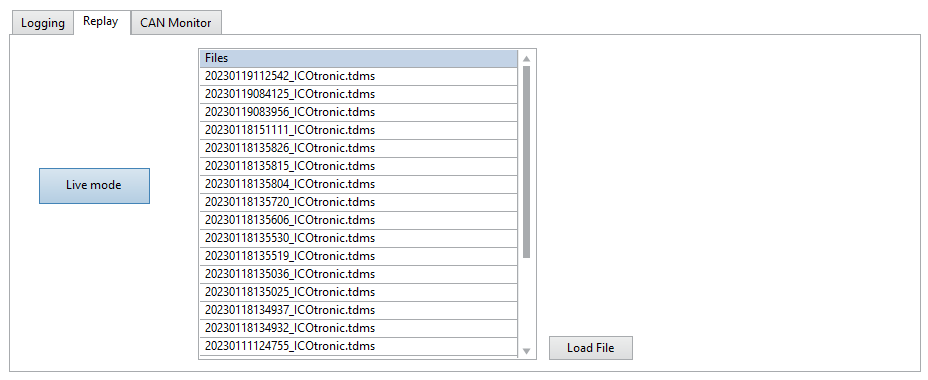 Logging Replay CAN Monitor
Files
20230119112542_ICOtronic.tdms
20230119084125_ICOtronic.tdms
20230119083956_ICOtronic.tdms
20230118151111_ICOtronic.tdms
20230118135826_ICOtronic.tdms
20230118135815_ICOtronic.tdms
20230118135804_ICOtronic.tdms
Live mode
20230118135720_ICOtronic.tdms
20230118135606_ICOtronic.tdms
20230118135530_ICOtronic.tdms
20230118135519_ICOtronic.tdms
20230118135036_ICOtronic.tdms
20230118135025_ICOtronic.tdms
20230118134937_ICOtronic.tdms
20230118134932_ICOtronic.tdms
20230111124755_ICOtronic.tdms
Load File